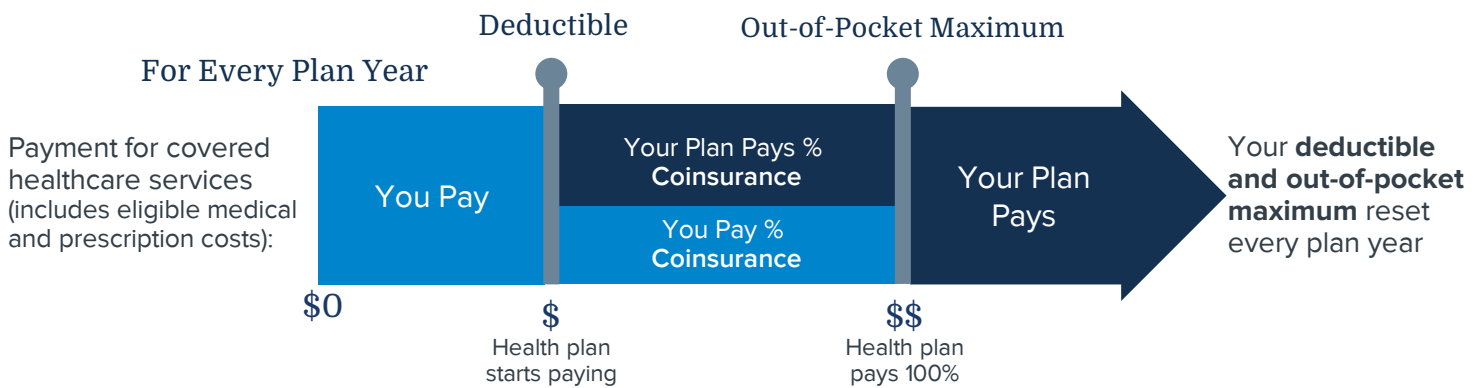 Deductible
Out-of-Pocket Maximum
For Every Plan Year
Payment for covered
healthcare services
(includes eligible medical
and prescription costs):
You Pay
Your Plan Pays %
Coinsurance
You Pay %
Coinsurance
Your Plan
Pays
Your deductible
and out-of-pocket
maximum reset
every plan year
$0
$
Health plan
starts paying
$$
Health plan
pays 100%